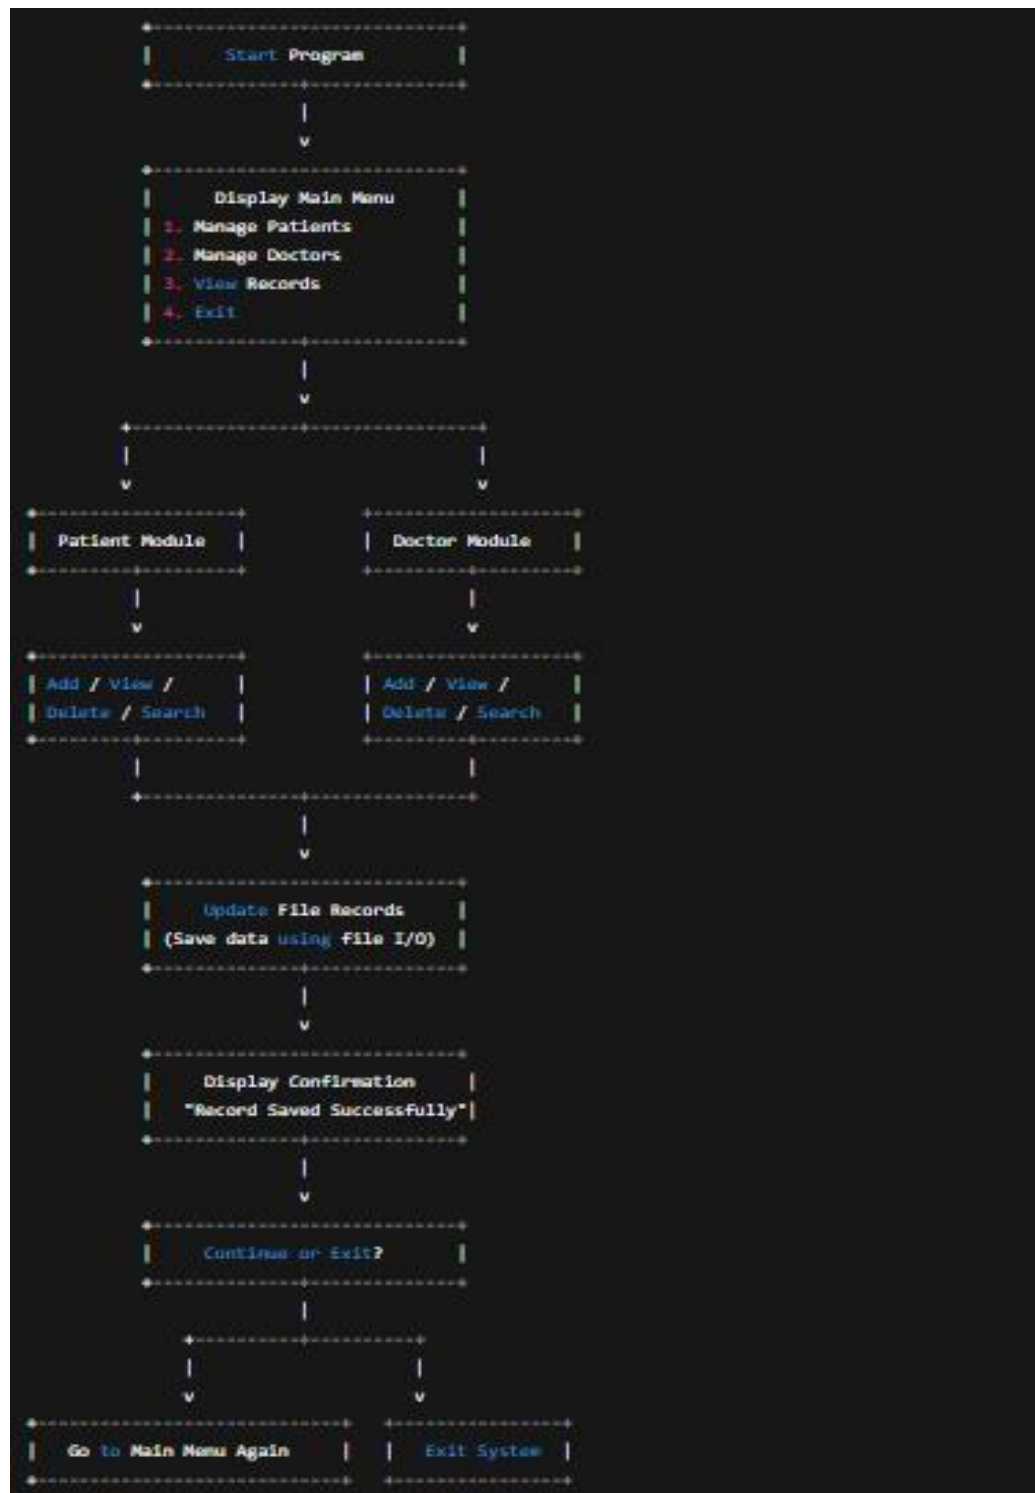 Start Program
Display Main Menu
1. Manage Patients
2. Manage Doctors
3. View Records
4. Exit
Patient Module
Doctor Module
Add / View /
Delete / Search
Add / View /
Delete / Search
Update File Records
(Save data using file I/O)
Display Confirmation
"Record Saved Successfully"
Continue or Exit?
Go to Main Menu Again
Exit System